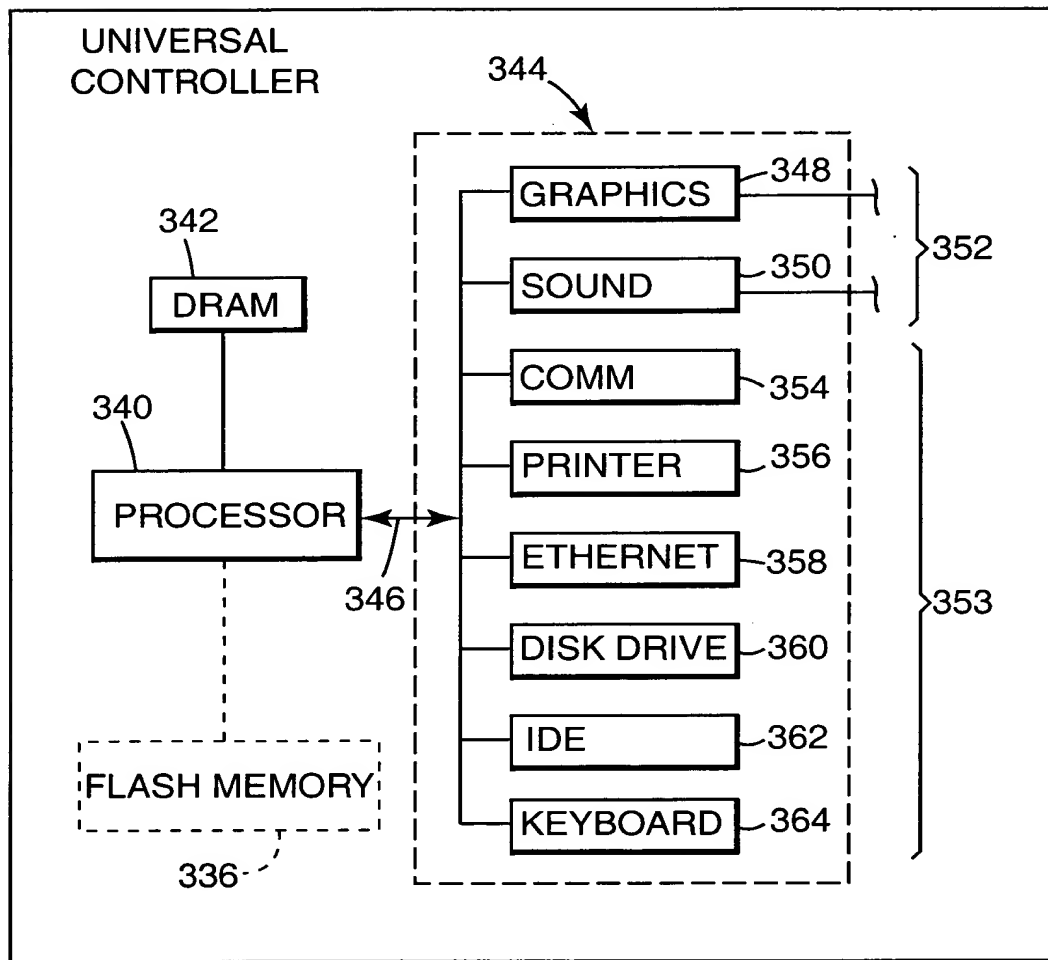 UNIVERSAL
CONTROLLER
344
GRAPHICS
348
352
342
SOUND
350
DRAM
COMM
354
340
PRINTER
356
PROCESSOR
346
ETHERNET
358
353
DISK DRIVE
360
FLASH MEMORY
336
IDE
362
KEYBOARD
364